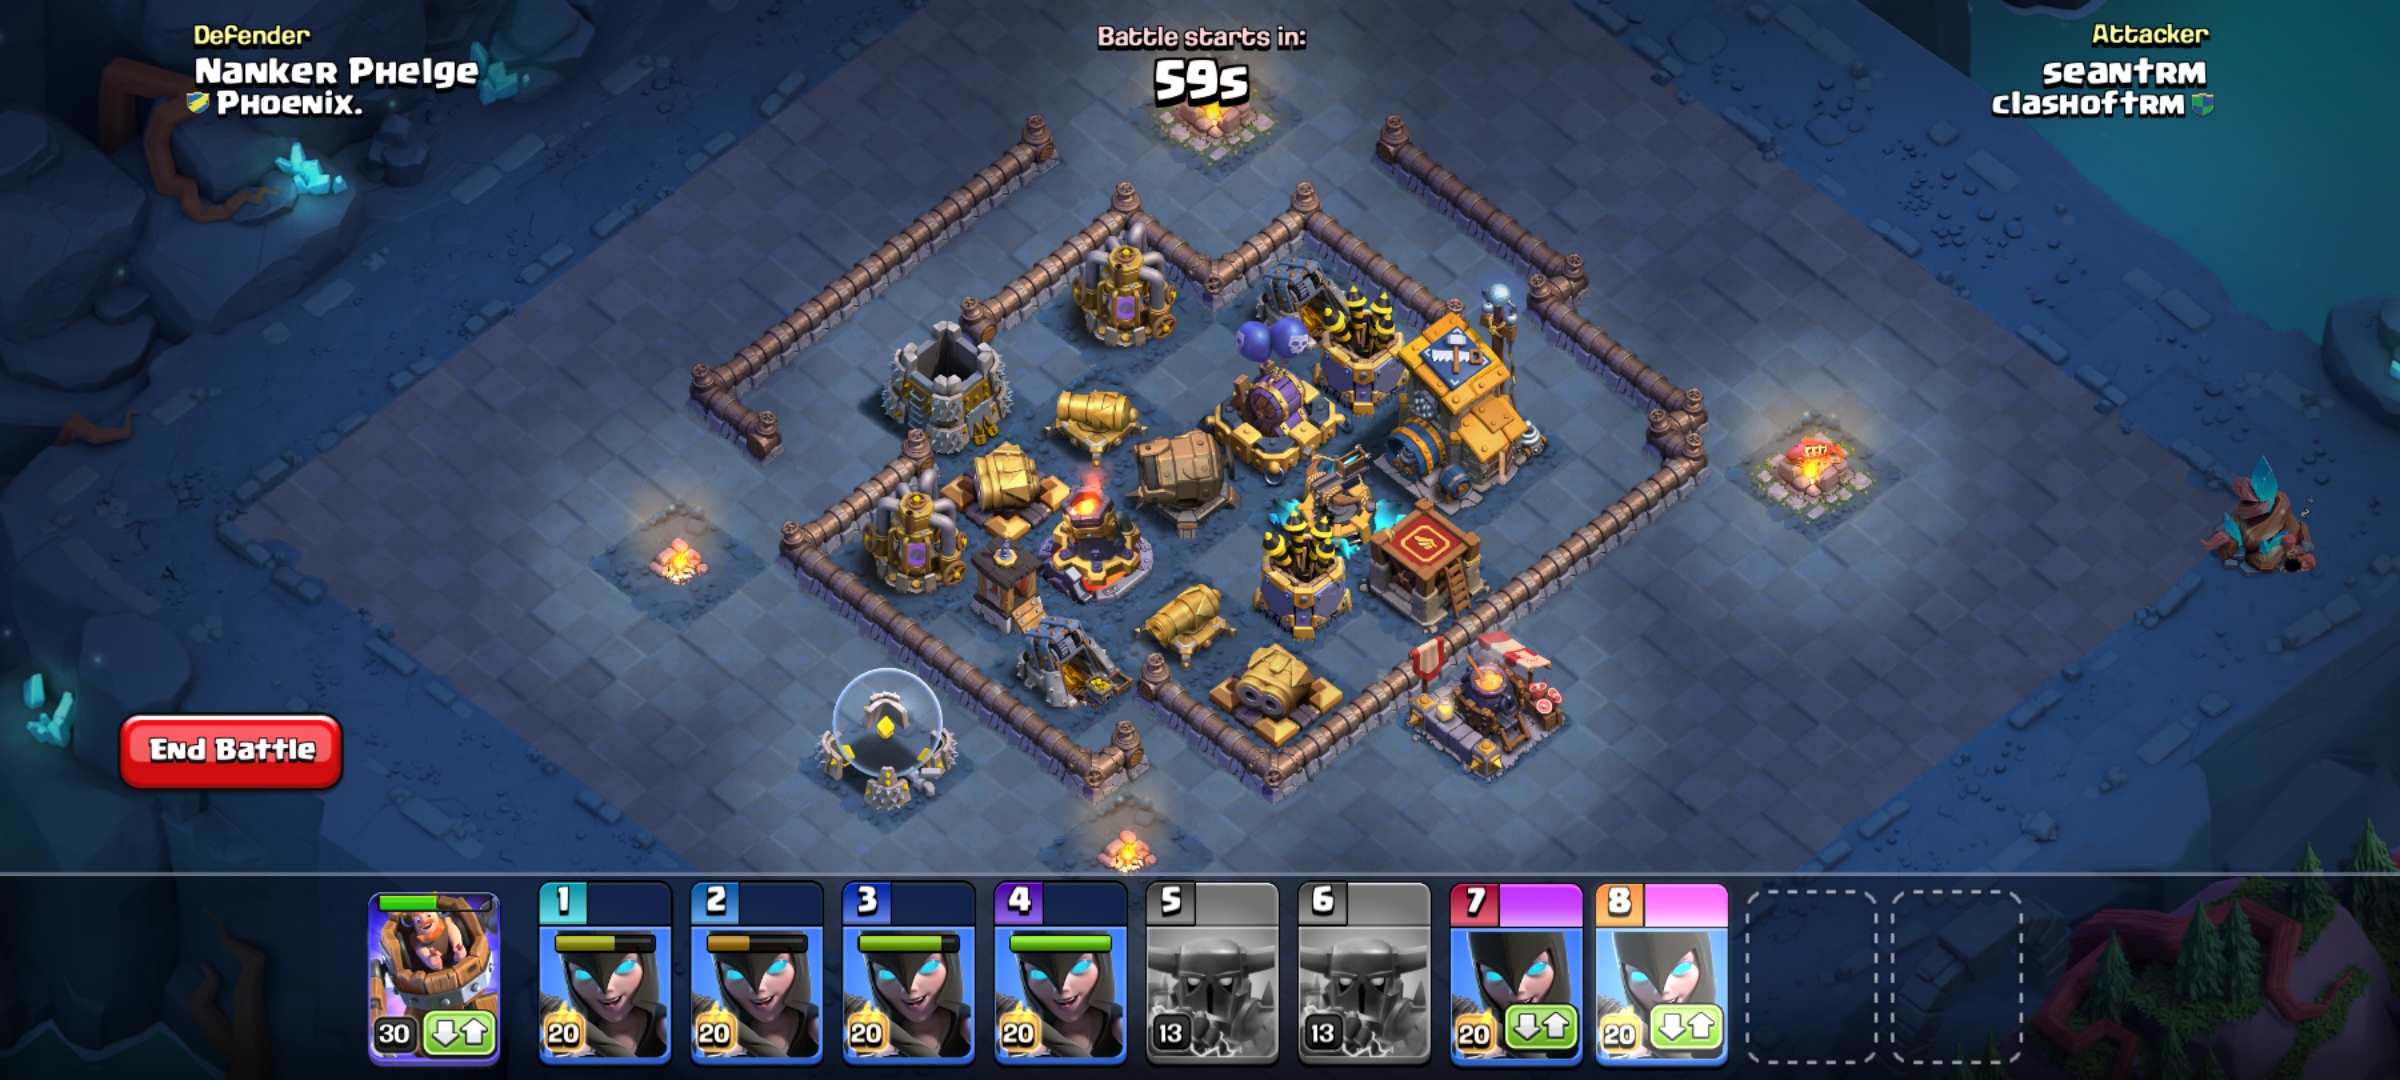 Defender
Nanker Phelge
Phoenix.
Battle starts in:
59s
Attacker
seantRM
clashoftRM
End Battle
30
1
20
2
20
3
20
4
20
5
13
6
13
7
20
8
20